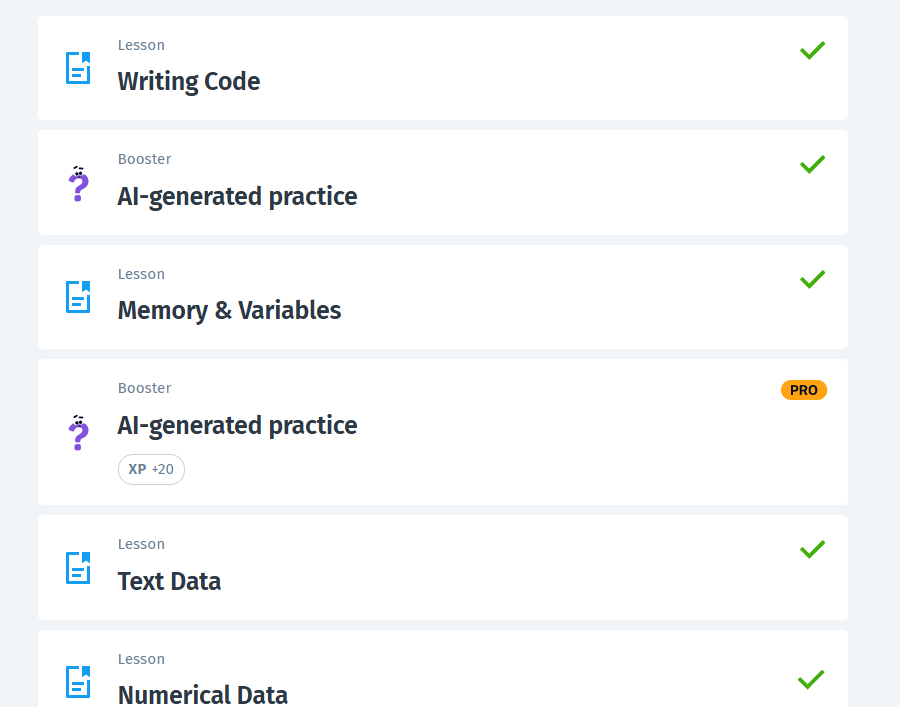 Lesson
Writing Code
Booster
AI-generated practice
Lesson
Memory & Variables
Booster
PRO
AI-generated practice
XP +20
Lesson
Text Data
Lesson
Numerical Data